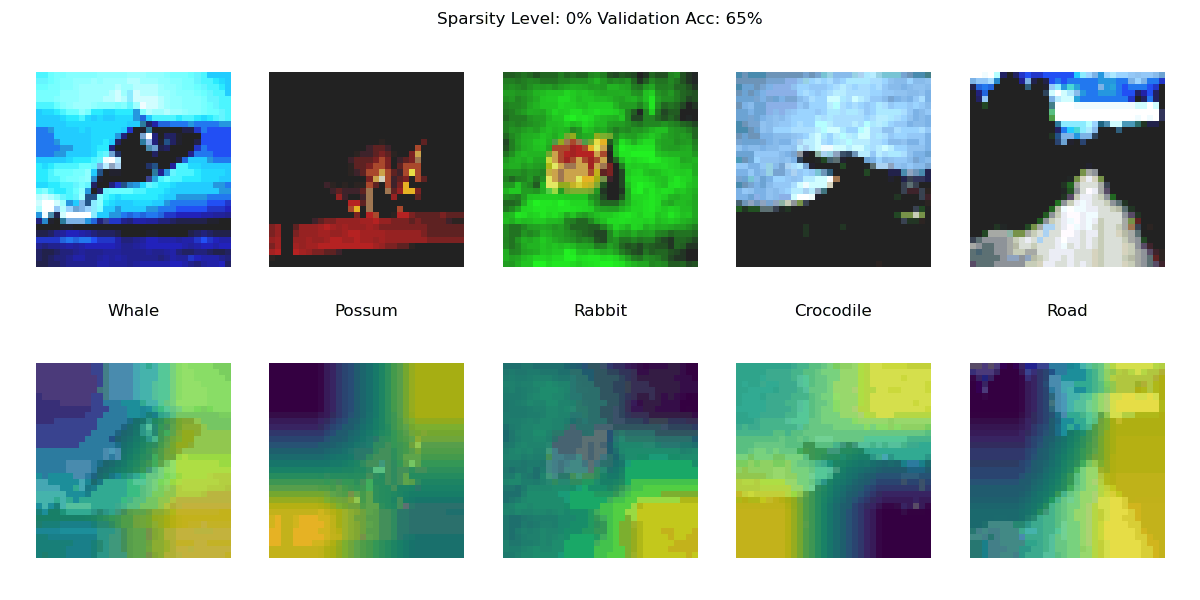 Sparsity Level: 0% Validation Acc: 65%
Whale
Possum
Rabbit
Crocodile
Road